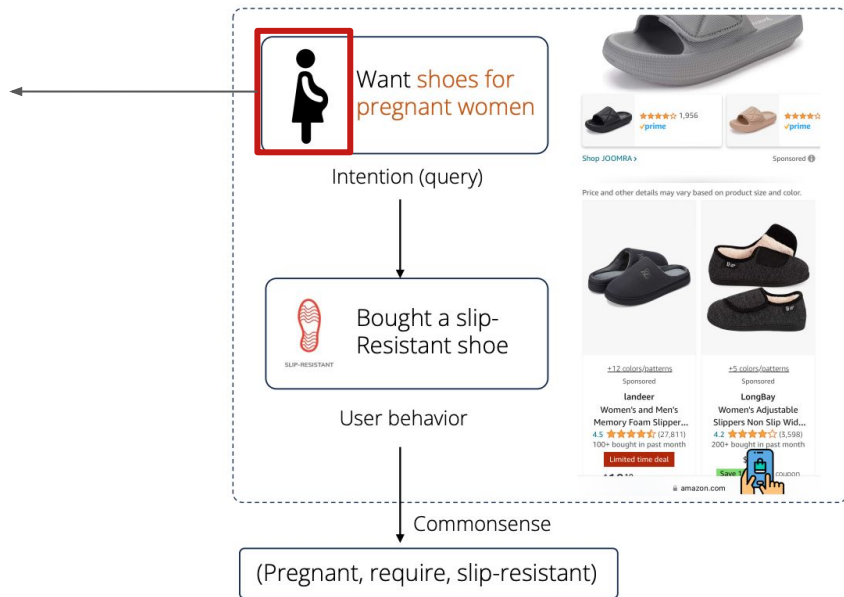 Want shoes for
pregnant women
Intention (query)
SLIP-RESISTANT
Bought a slip-
Resistant shoe
User behavior
Commonsense
(Pregnant, require, slip-resistant)
1,956
prime
prime
Shop JOOMRA ›
Sponsored
Price and other details may vary based on product size and color.
+12 colors/patterns
Sponsored
landeer
Women's and Men's
Memory Foam Slipper...
4.5 (27,811)
100+ bought in past month
Limited time deal
+5 colors/patterns
Sponsored
LongBay
Women's Adjustable
Slippers Non Slip Wid...
4.2 (3,598)
200+ bought in past month
Save coupon
amazon.com